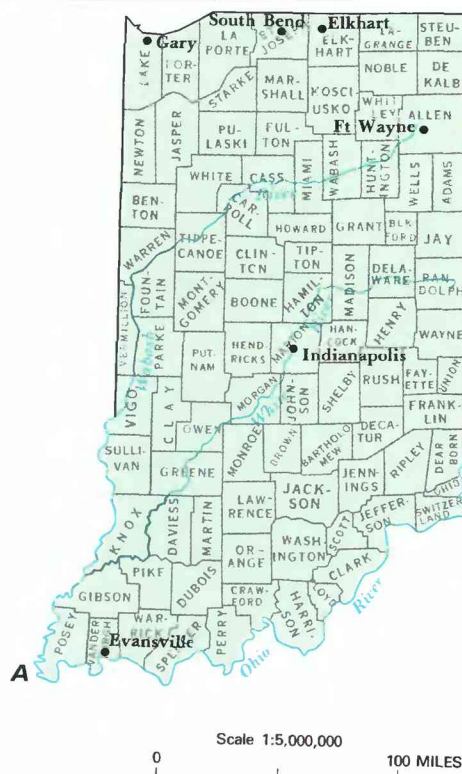 South Bend
Elkhart
Gary
LA
PORTE
ST
JOSEPH
ELK-
HART
LA-
GRANGE
STEU-
BEN
LAKE
POR-
TER
NOBLE
DE
KALB
STARKE
MAR-
SHALL
KOSCI-
USKO
WHIT
LEY
ALLEN
Ft Wayne
NEWTON
JASPER
PU-
LASKI
FUL-
TON
WHITE
CASS
MIAMI
WABASH
HUNT-
INGTON
WELLS
ADAMS
BEN-
TON
CAR-
ROLL
River
HOWARD
GRANT
BLK
FORD
JAY
WARREN
TIPPE-
CANOE
CLIN-
TCN
TIP-
TON
MADISON
DELA-
WARE
RAN
DOLPH
VERMILLION
FOUN-
TAIN
MONT-
GOMERY
BOONE
HAMIL-
TON
River
Wabash
PARKE
PUT-
NAM
HEND-
RICKS
MARION
HAN-
COCK
HENRY
WAYNE
Indianapolis
VIGO
CLAY
OWEN
MORGAN
White
JOHN-
SON
SHELBY
RUSH
FAY-
ETTE
UNION
FRANK-
LIN
SULLI-
VAN
GREENE
MONROE
BROWN
BARTHOLO-
MEW
DECA-
TUR
RIPLEY
DEAR
BORN
KNOX
DAVIESS
MARTIN
LAW-
RENCE
JACK-
SON
JENN-
INGS
JEFFER-
SON
SWITZER
LAND
OR-
ANGE
WASH-
INGTON
SCOTT
CLARK
PIKE
GIBSON
DUBOIS
CRAW-
FORD
HARRI-
SON
FLOYD
POSEY
VANDER
BRGH
WAR-
RICK
SPENCER
PERRY
Evansville
Ohio
River
A
Scale 1:5,000,000
0
100 MILES